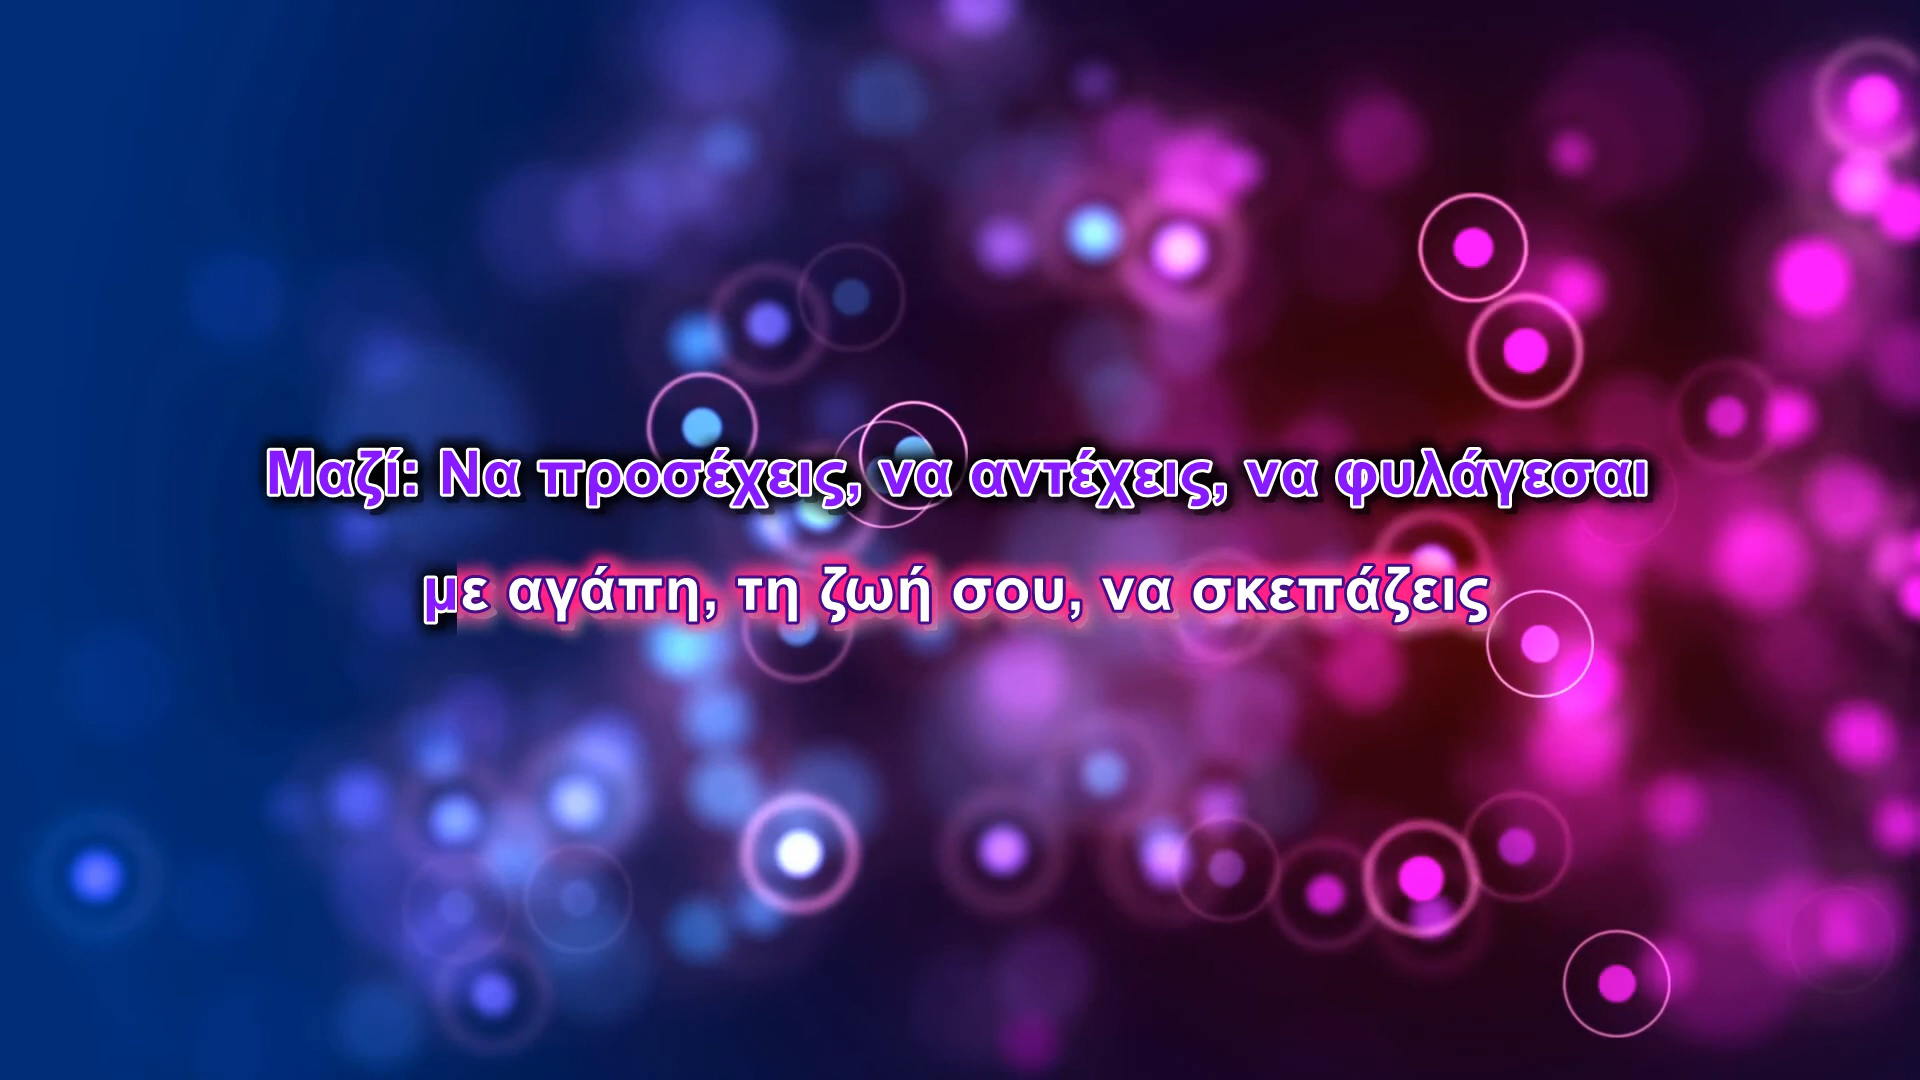 Μαζί: Να προσέχεις, να αντέχεις, να φυλάγεσαι
με αγάπη, τη ζωή σου, να σκεπάζεις